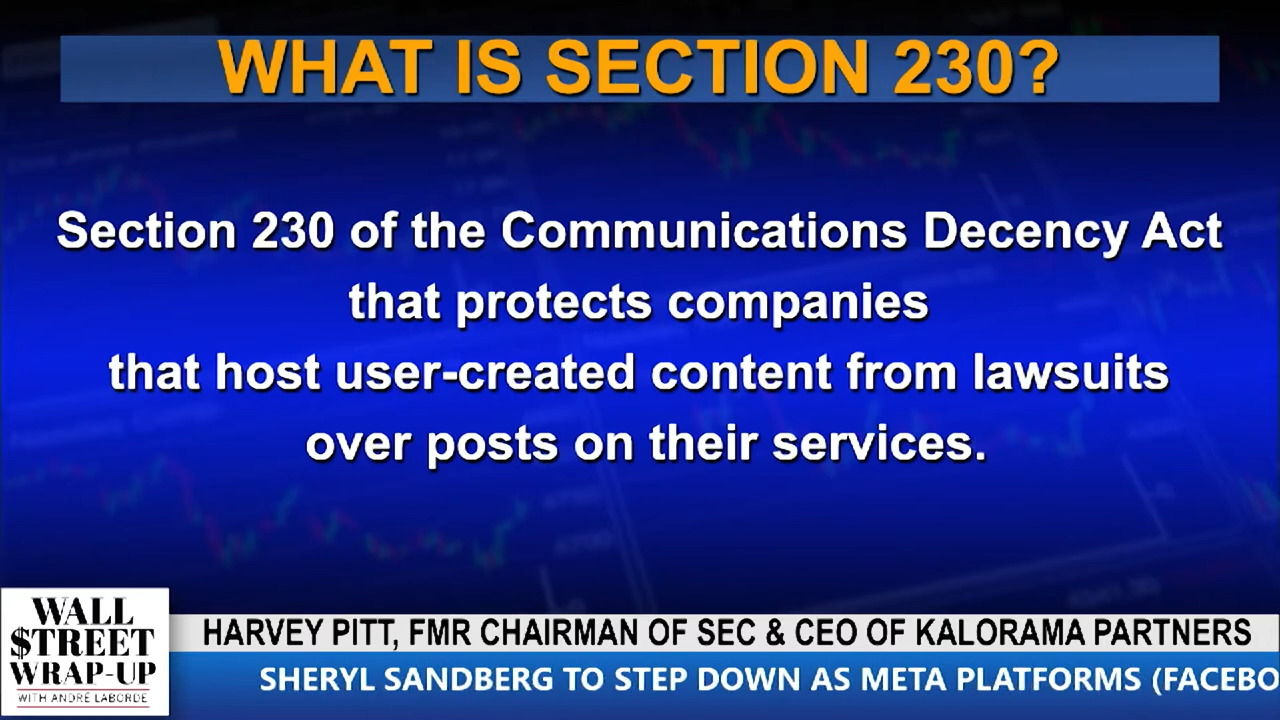 WHAT IS SECTION 230?
Section 230 of the Communications Decency Act
that protects companies
that host user-created content from lawsuits
over posts on their services.
WALL
$TREET
WRAP-UP
WITH ANDRÉ LABORDE
HARVEY PITT, FMR CHAIRMAN OF SEC & CEO OF KALORAMA PARTNERS
SHERYL SANDBERG TO STEP DOWN AS META PLATFORMS (FACEBO